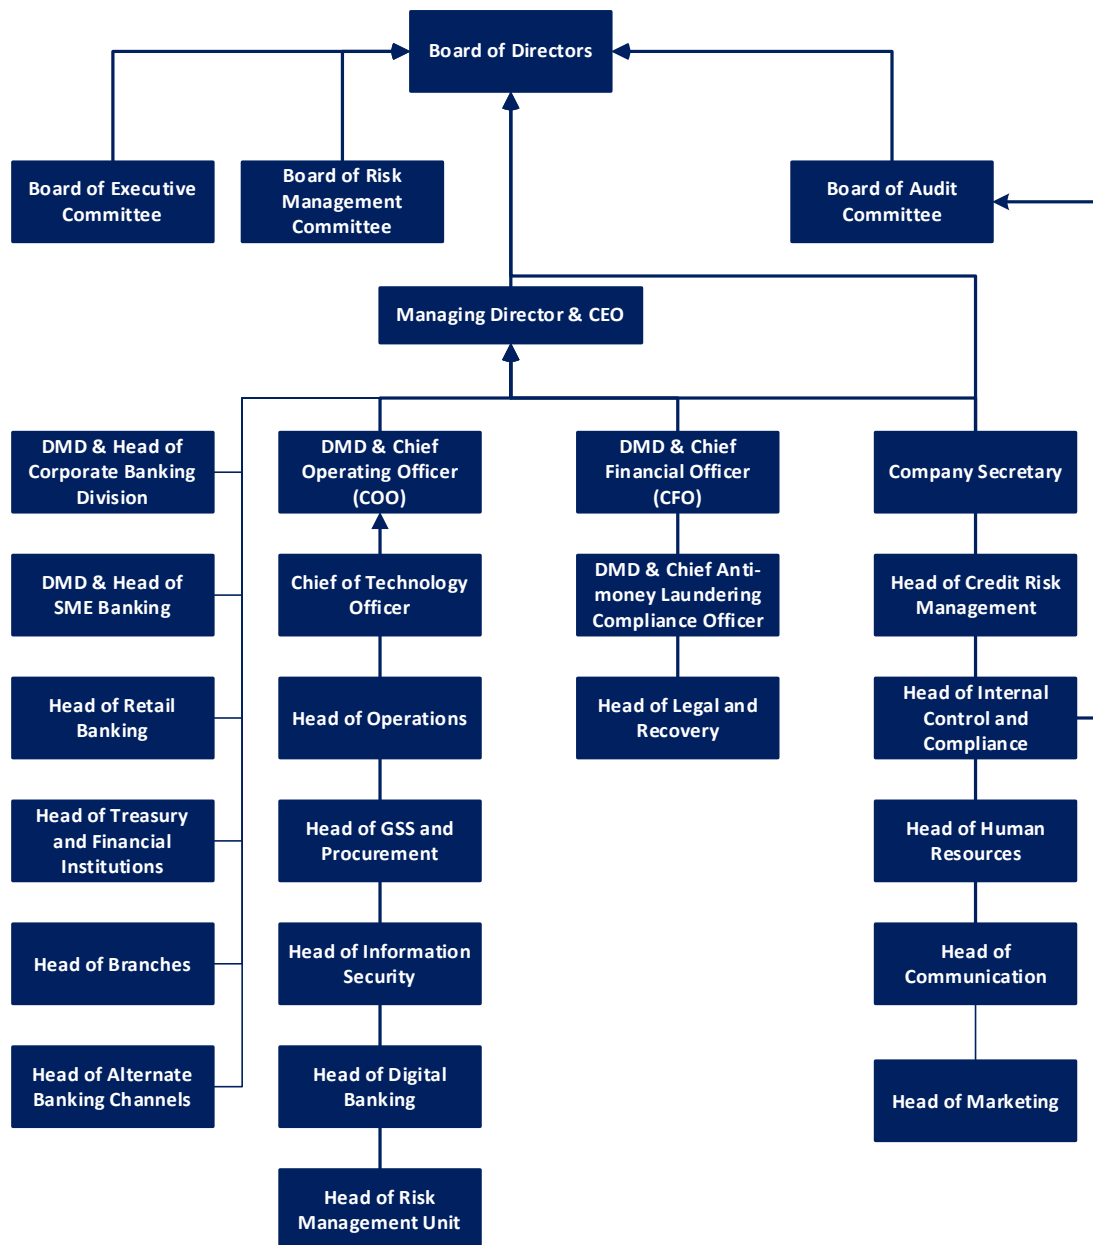 Board of Directors
Board of Executive
Committee
Board of Risk
Management
Committee
Board of Audit
Committee
Managing Director & CEO
DMD & Head of
Corporate Banking
Division
DMD & Chief
Operating Officer
(COO)
DMD & Chief
Financial Officer
(CFO)
Company Secretary
DMD & Head of
SME Banking
Chief of Technology
Officer
DMD & Chief Anti-
money Laundering
Compliance Officer
Head of Credit Risk
Management
Head of Retail
Banking
Head of Operations
Head of Legal and
Recovery
Head of Internal
Control and
Compliance
Head of Treasury
and Financial
Institutions
Head of GSS and
Procurement
Head of Human
Resources
Head of Branches
Head of Information
Security
Head of
Communication
Head of Alternate
Banking Channels
Head of Digital
Banking
Head of Marketing
Head of Risk
Management Unit